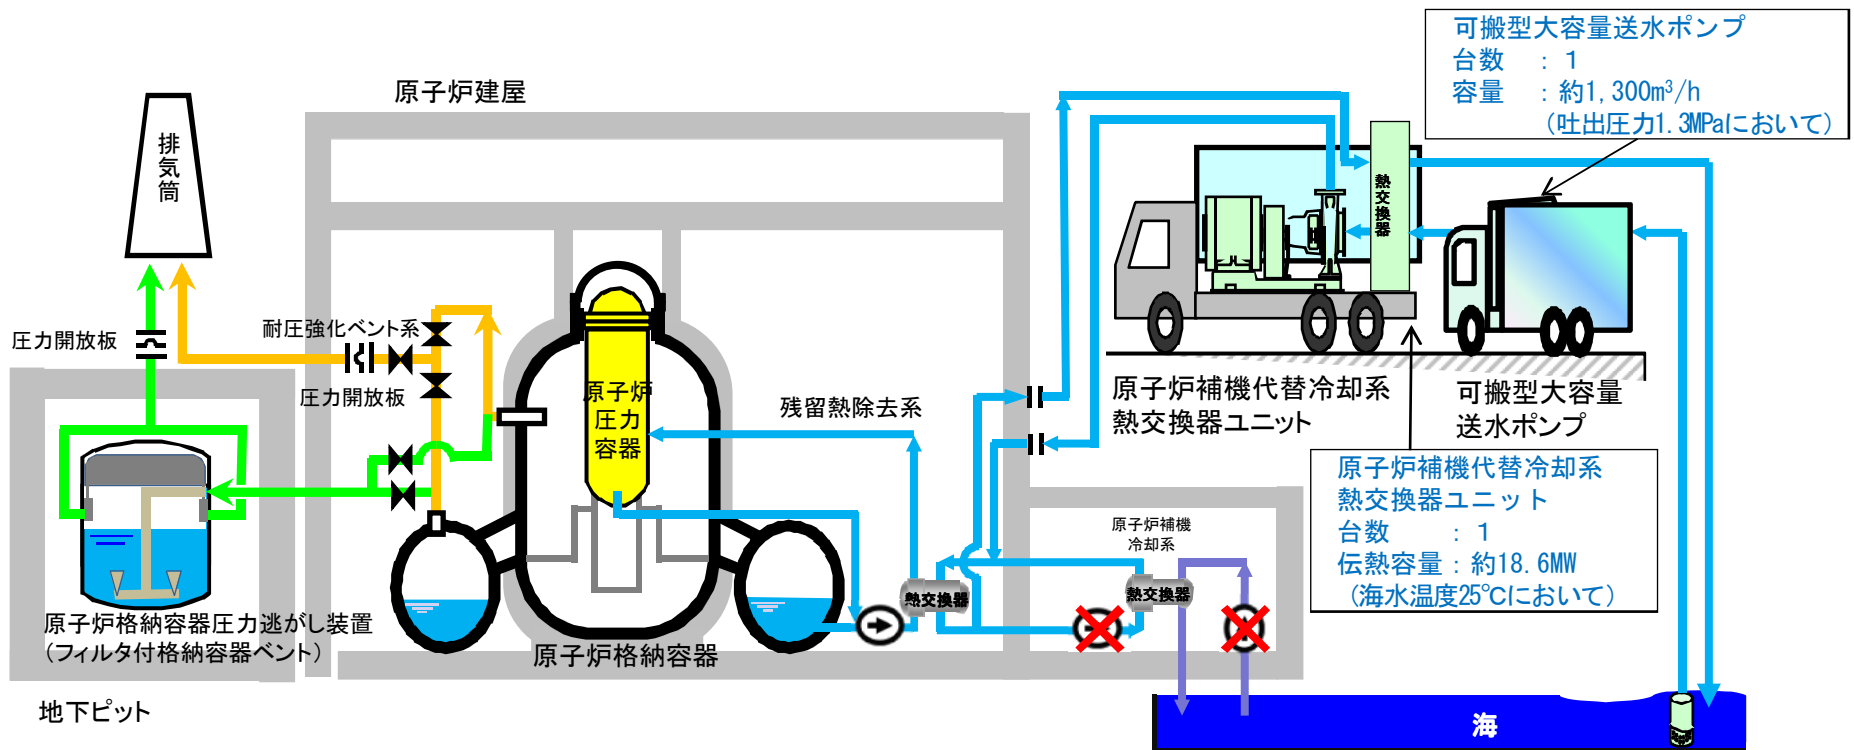 可搬型大容量送水ポンプ
台数　：１
容量　：約1,300m³/h
（吐出圧力1.3MPaにおいて）
原子炉建屋
排気筒
熱交換器
耐圧強化ベント系
圧力開放板
圧力開放板
原子炉圧力容器
残留熱除去系
原子炉補機代替冷却系
熱交換器ユニット
可搬型大容量
送水ポンプ
原子炉補機代替冷却系
熱交換器ユニット
台数　　：１
伝熱容量：約18.6MW
（海水温度25℃において）
原子炉補機
冷却系
熱交換器
熱交換器
原子炉格納容器圧力逃がし装置
（フィルタ付格納容器ベント）
原子炉格納容器
地下ピット
海